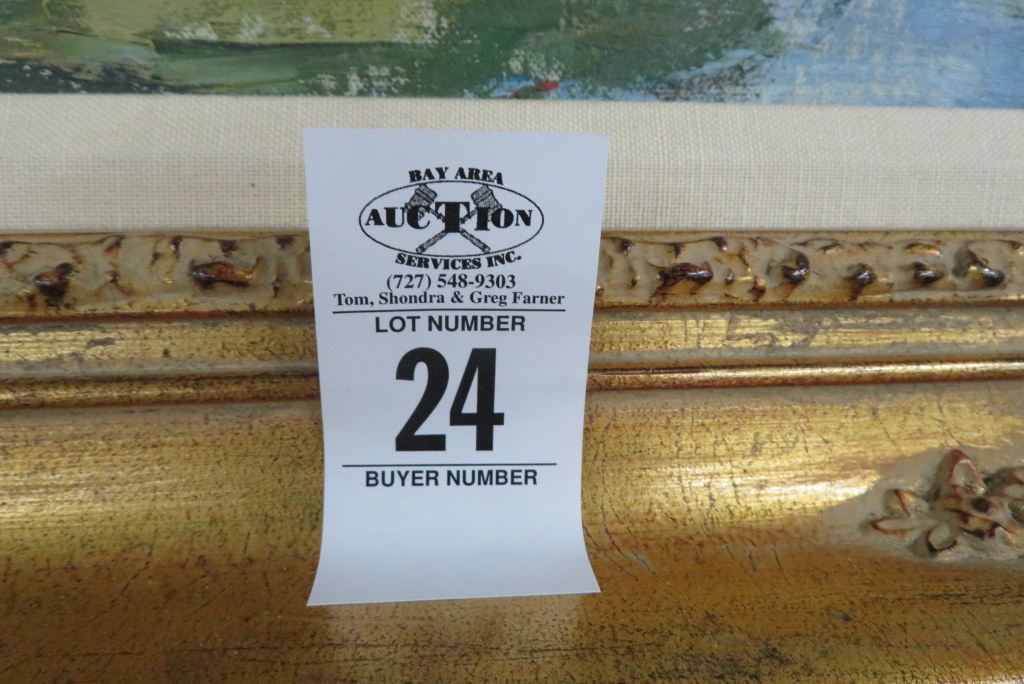 BAY AREA
AUCTION
SERVICES INC.
(727) 548-9303
Tom, Shondra & Greg Farner
LOT NUMBER
24
BUYER NUMBER